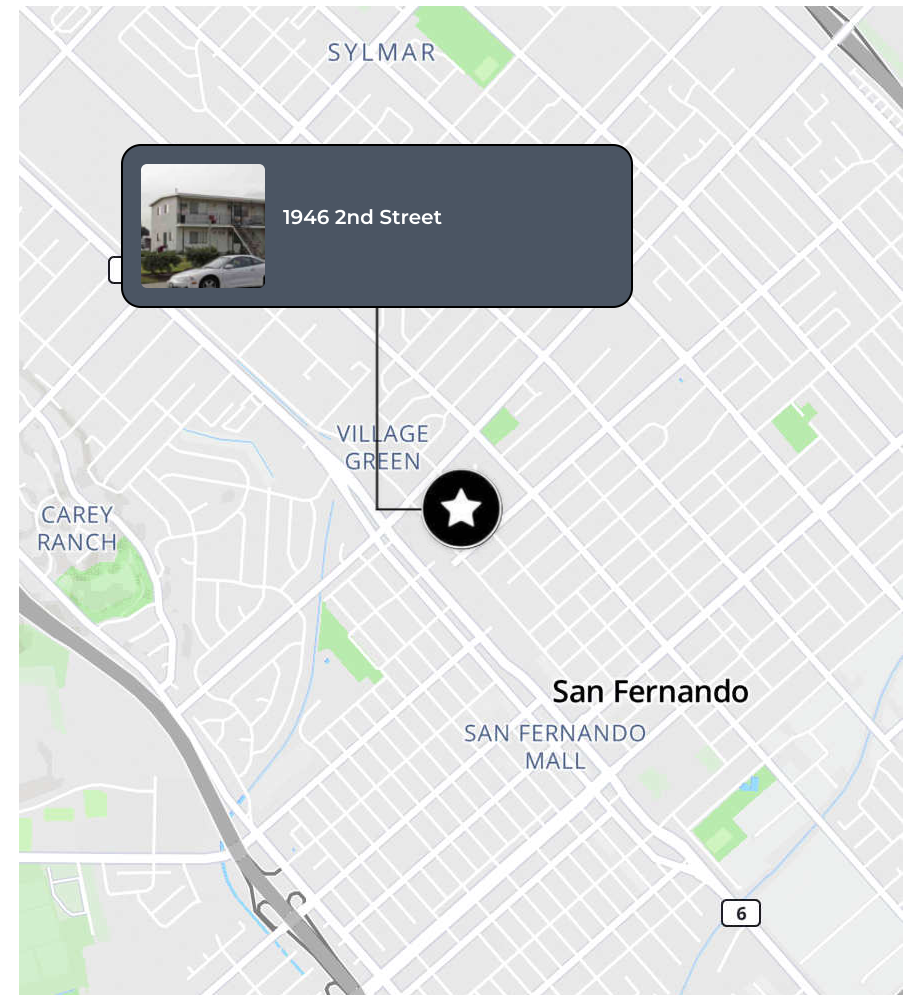 SYLMAR
1946 2nd Street
VILLAGE
GREEN
CAREY
RANCH
San Fernando
SAN FERNANDO
MALL
6